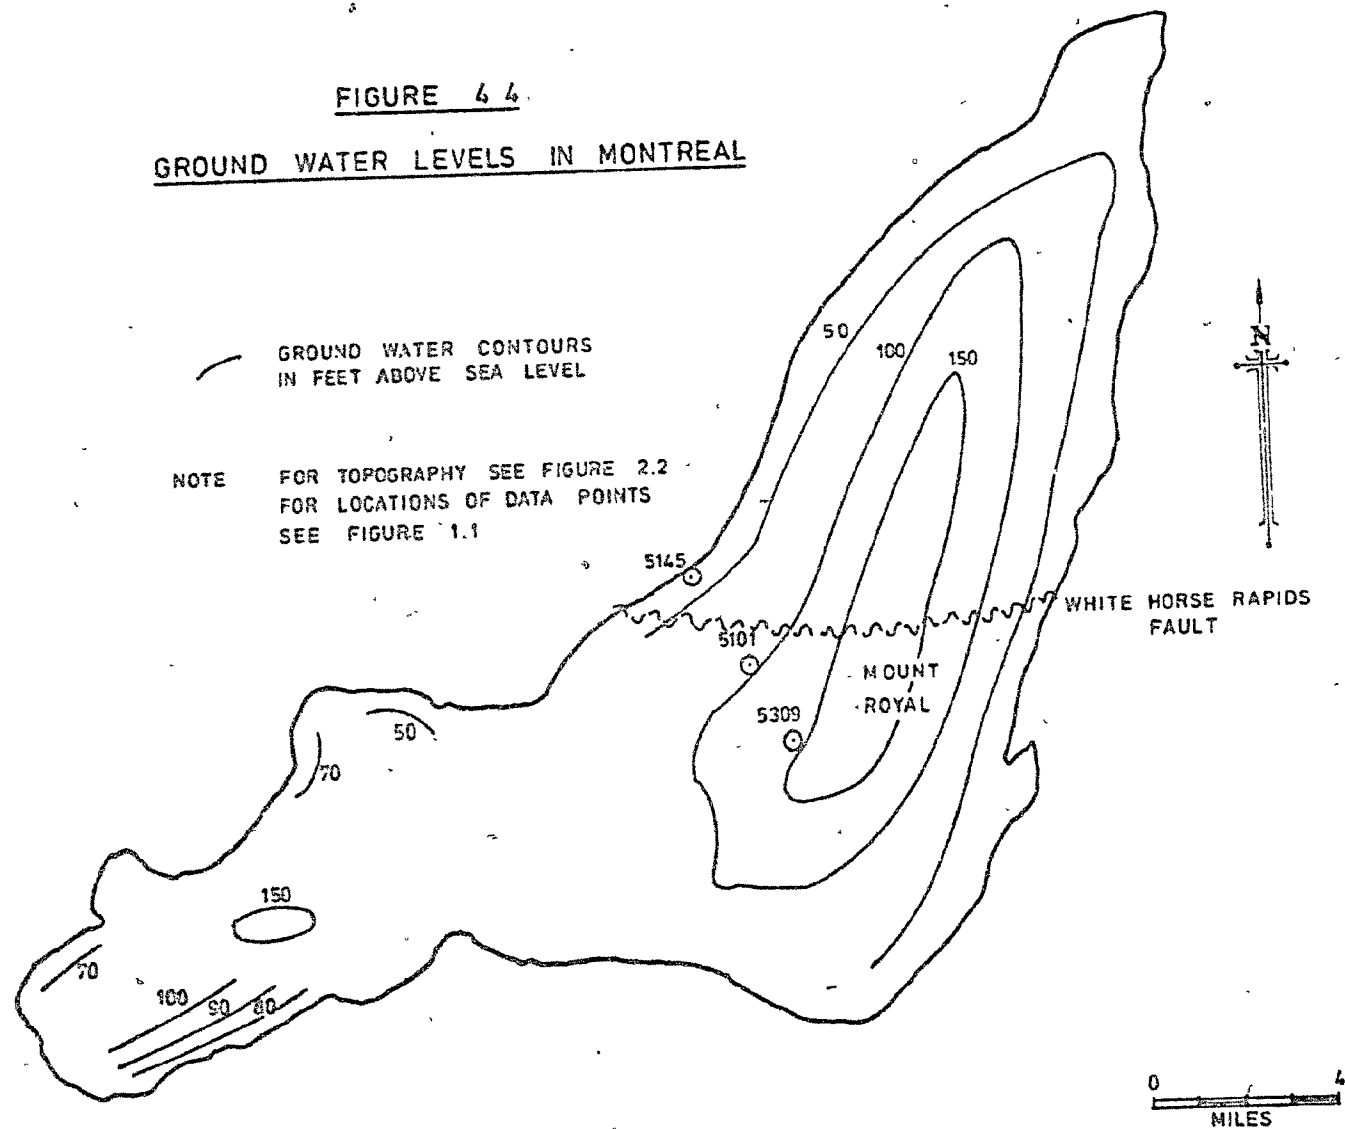 FIGURE 4 4
GROUND WATER LEVELS IN MONTREAL
GROUND WATER CONTOURS
IN FEET ABOVE SEA LEVEL
NOTE FOR TOPOGRAPHY SEE FIGURE 2.2
FOR LOCATIONS OF DATA POINTS
SEE FIGURE 1.1
50
100
150
N
5145
WHITE HORSE RAPIDS
FAULT
5101
MOUNT
ROYAL
5309
50
70
150
70
100
90
80
0 4
MILES